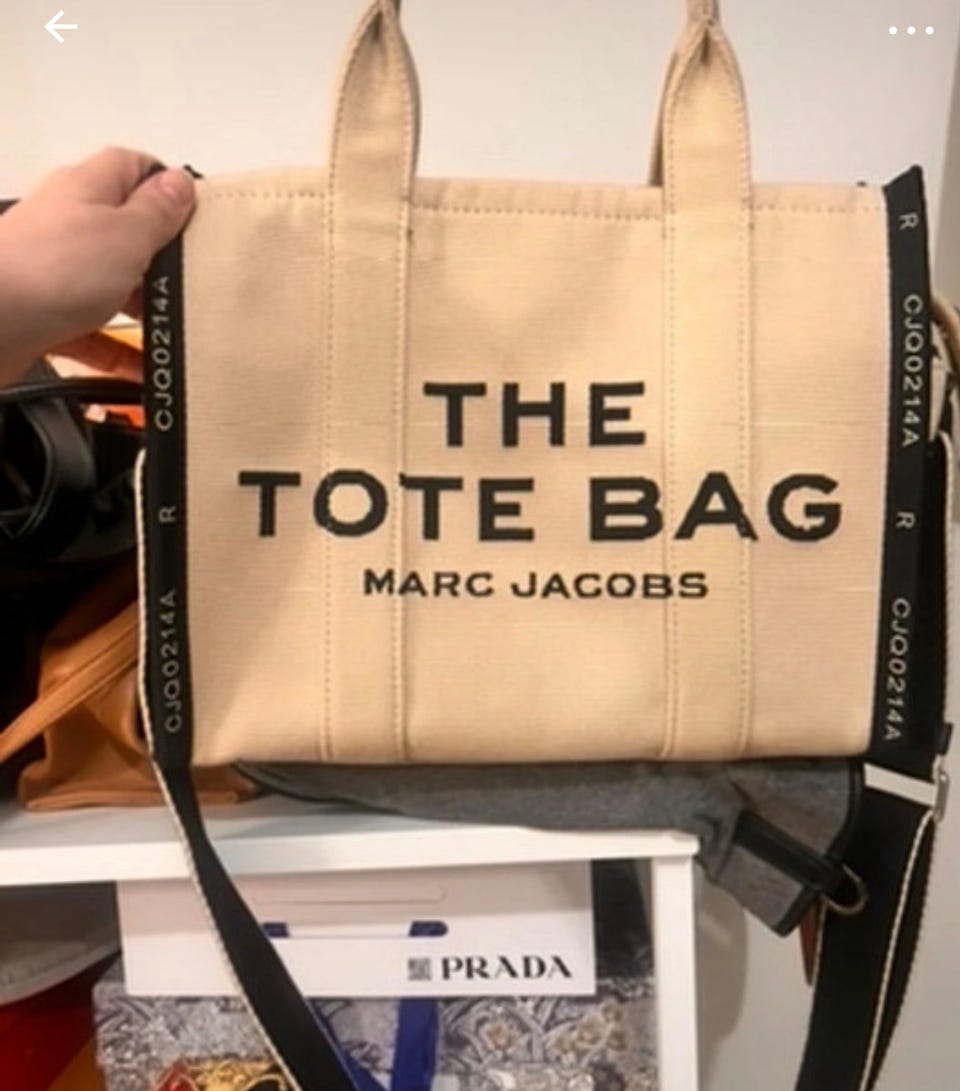 THE
TOTE BAG
MARC JACOBS
CJQ0214A
R
CJQ0214A
R
CJQ0214A
R
CJQ0214A
PRADA